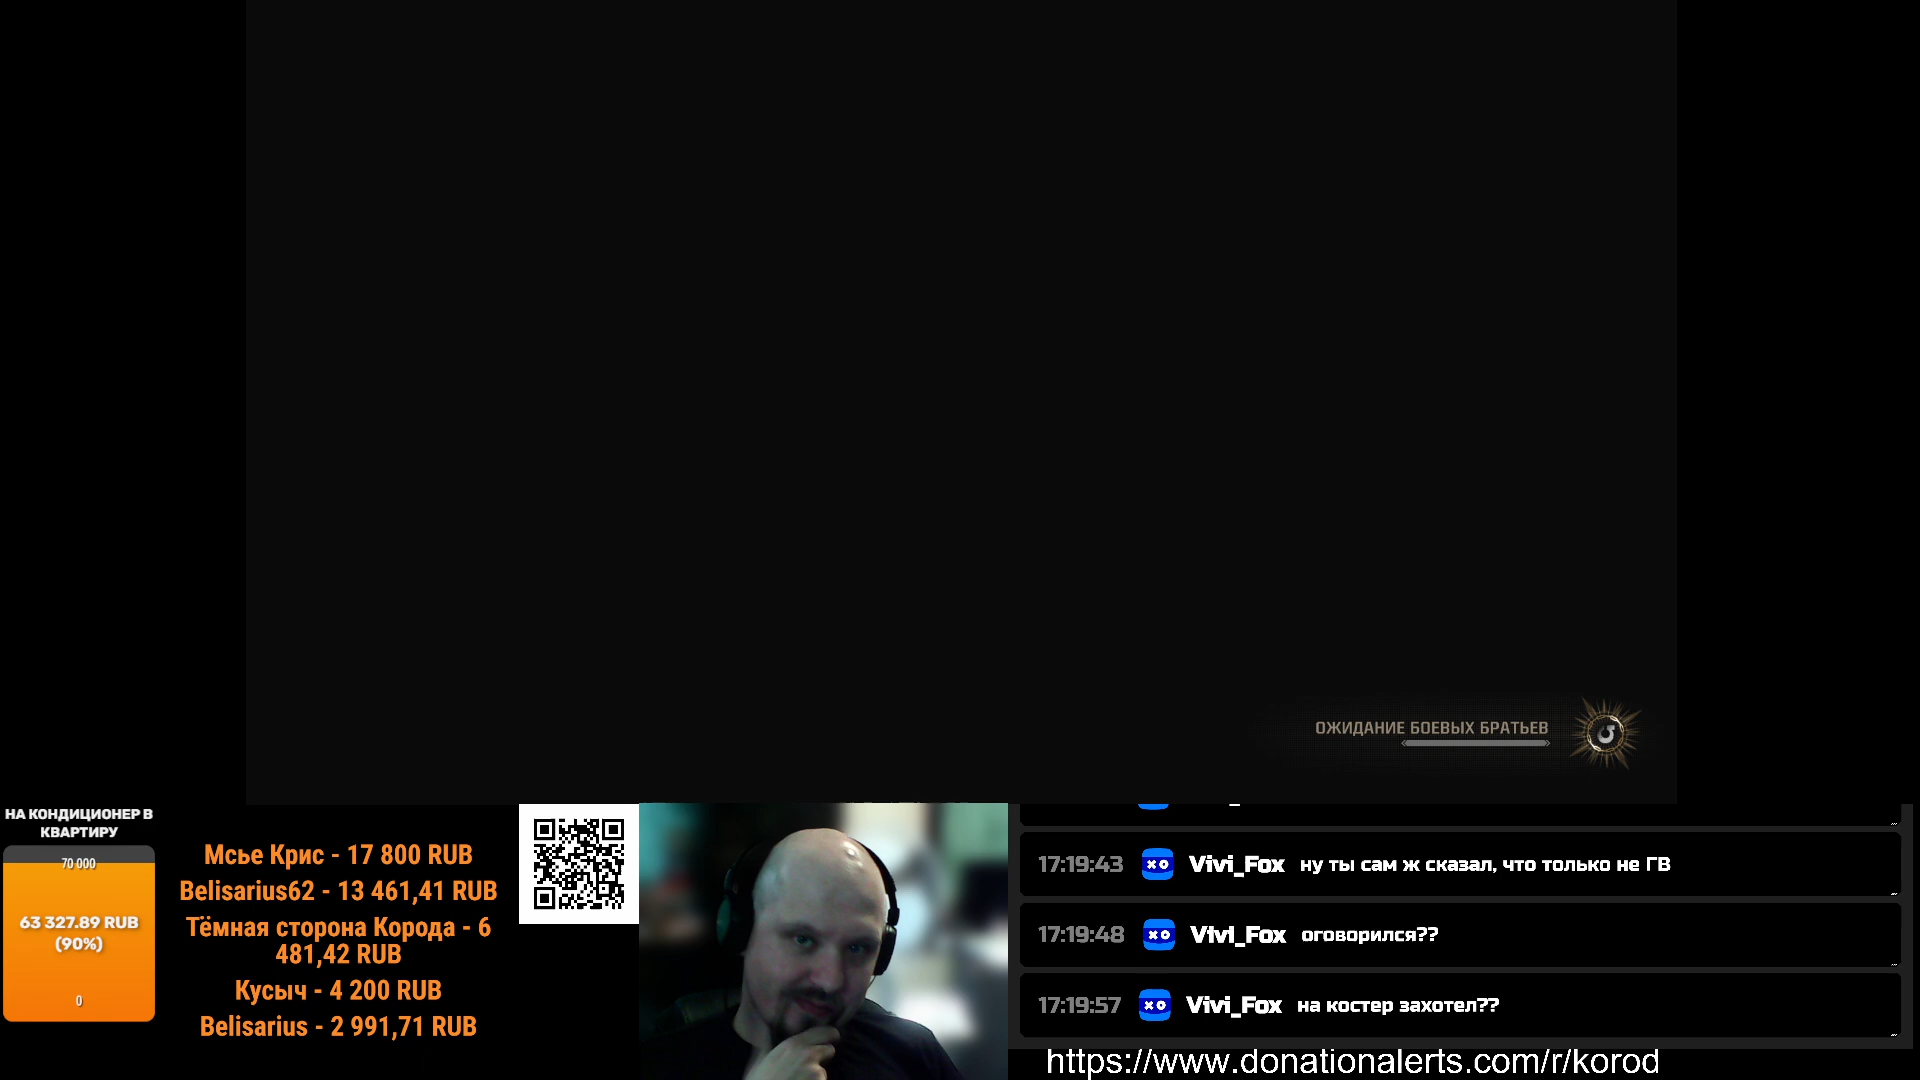 ОЖИДАНИЕ БОЕВЫХ БРАТЬЕВ
НА КОНДИЦИОНЕР В
КВАРТИРУ
70 000
63 327.89 RUB
(90%)
0
Мсье Крис - 17 800 RUB
Belisarius62 - 13 461,41 RUB
Тёмная сторона Корода - 6
481,42 RUB
Кусыч - 4 200 RUB
Belisarius - 2 991,71 RUB
17:19:43 Vivi_Fox ну ты сам ж сказал, что только не ГВ
17:19:48 Vivi_Fox оговорился??
17:19:57 Vivi_Fox на костер захотел??
https://www.donationalerts.com/r/korod